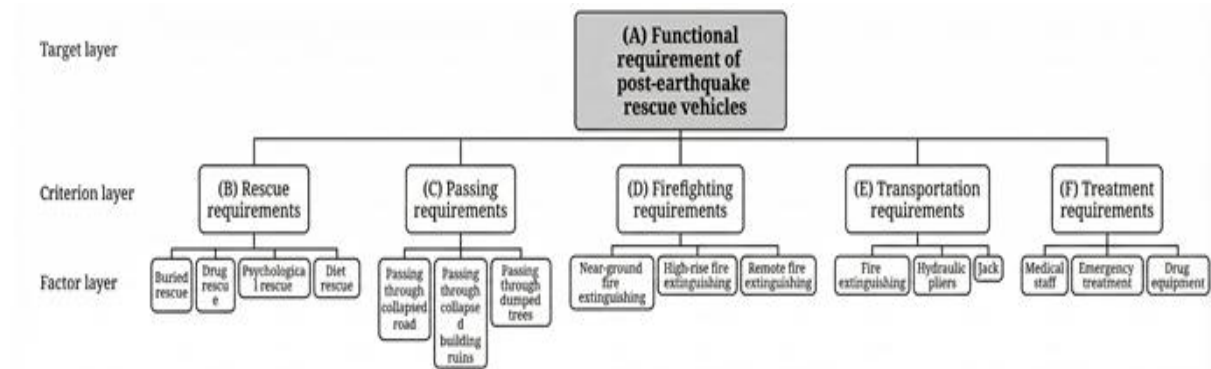 Target layer
(A) Functional
requirement of
post-earthquake
rescue vehicles
Criterion layer
(B) Rescue
requirements
(C) Passing
requirements
(D) Firefighting
requirements
(E) Transportation
requirements
(F) Treatment
requirements
Factor layer
Buried
rescue
Drug
rescu
e
Psychologica
l rescue
Diet
rescue
Passing
through
collapsed
road
Passing
through
collapse
d
building
ruins
Passing
through
dumped
trees
Near-ground
fire
extinguishing
High-rise fire
extinguishing
Remote fire
extinguishing
Fire
extinguishing
Hydraulic
pliers
Jack
Medical
staff
Emergency
treatment
Drug
equipment